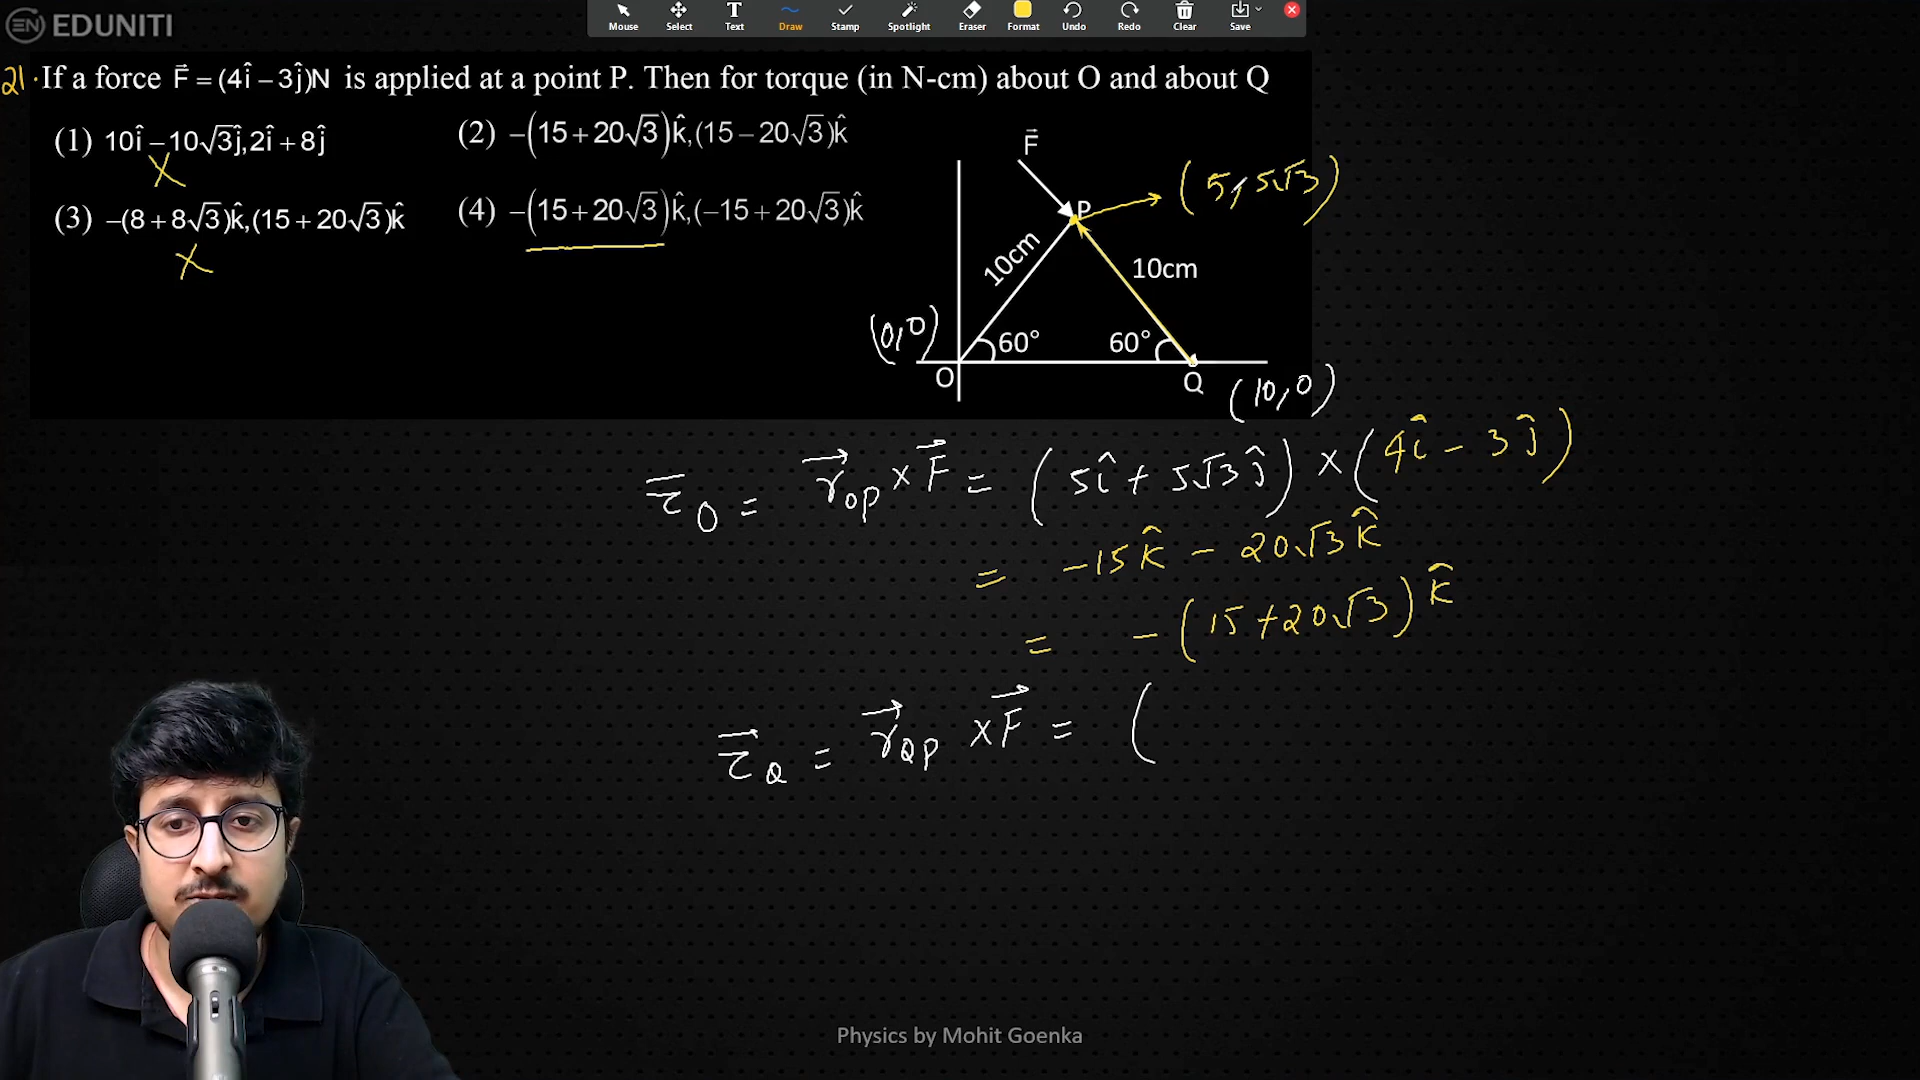 EDUNITI
Mouse Select Text Draw Stamp Spotlight Eraser Format Undo Redo Clear Save
21. If a force F⃗ = (4î − 3ĵ)N is applied at a point P. Then for torque (in N-cm) about O and about Q
(1) 10î − 10√3ĵ, 2î + 8ĵ
(2) −(15 + 20√3)k̂, (15 − 20√3)k̂
(3) −(8 + 8√3)k̂, (15 + 20√3)k̂
(4) −(15 + 20√3)k̂, (−15 + 20√3)k̂
F⃗
P
(5, 5√3)
10cm
10cm
(0,0)
60°
60°
O
Q
(10,0)
τ⃗O = r⃗OP × F⃗ = (5î + 5√3ĵ) × (4î − 3ĵ)
= −15k̂ − 20√3k̂
= −(15+20√3)k̂
τ⃗Q = r⃗QP × F⃗ = (
Physics by Mohit Goenka